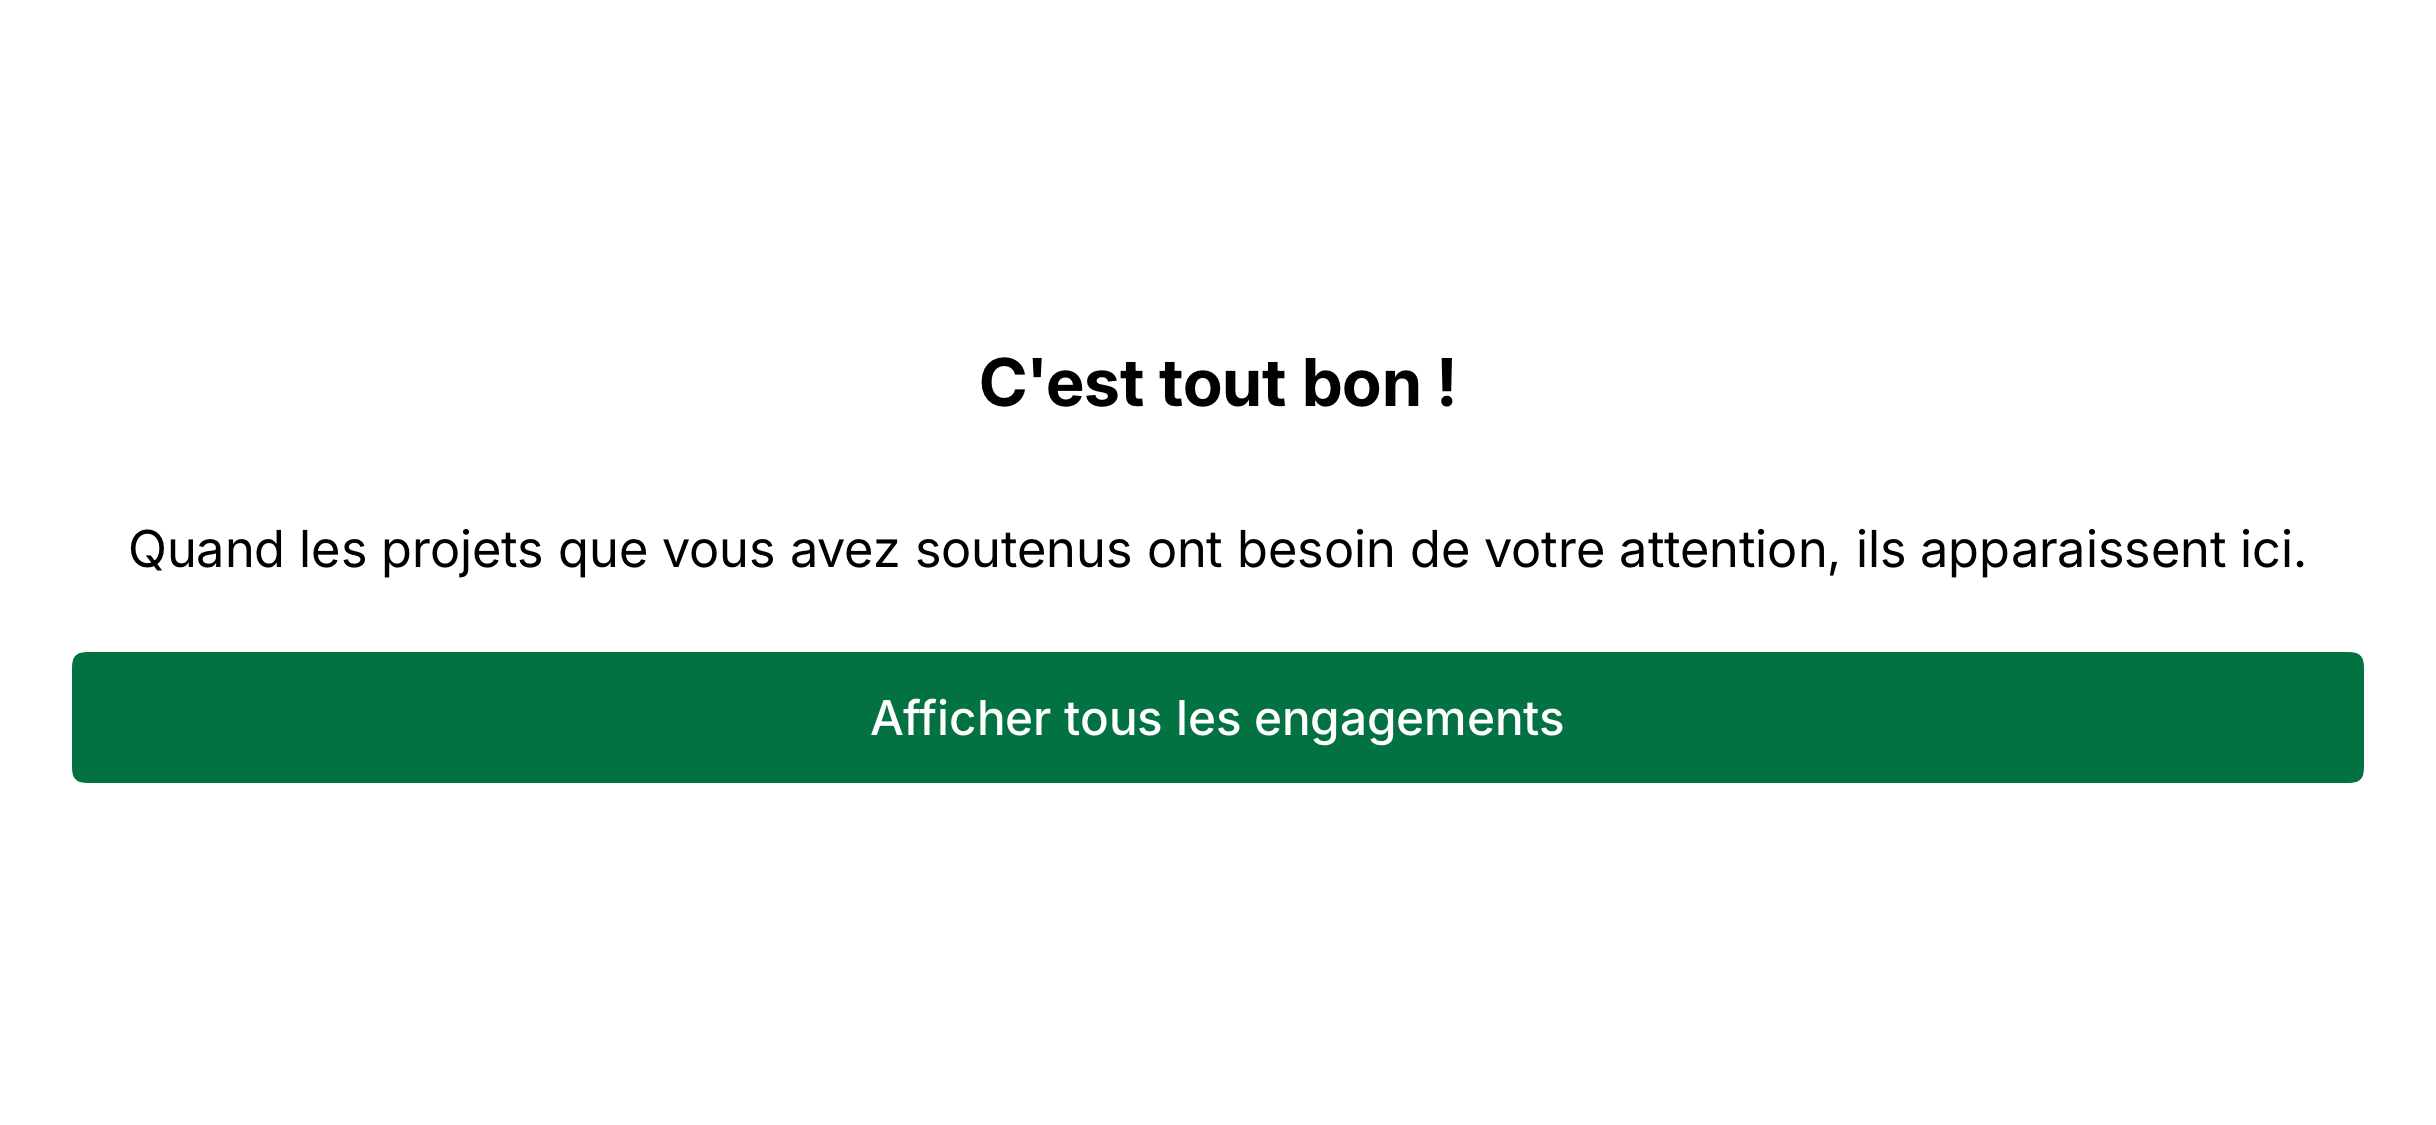 C'est tout bon !
Quand les projets que vous avez soutenus ont besoin de votre attention, ils apparaissent ici.
Afficher tous les engagements